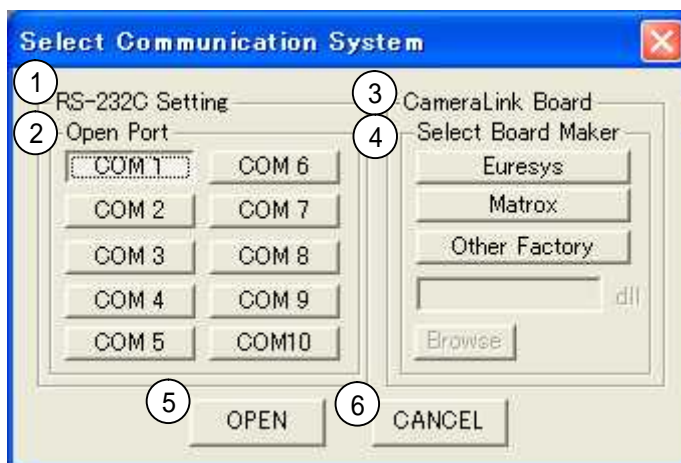 Select Communication System
1 RS-232C Setting
2 Open Port
COM 1 COM 6
COM 2 COM 7
COM 3 COM 8
COM 4 COM 9
COM 5 COM10
3 CameraLink Board
4 Select Board Maker
Euresys
Matrox
Other Factory
dll
Browse
5 OPEN
6 CANCEL